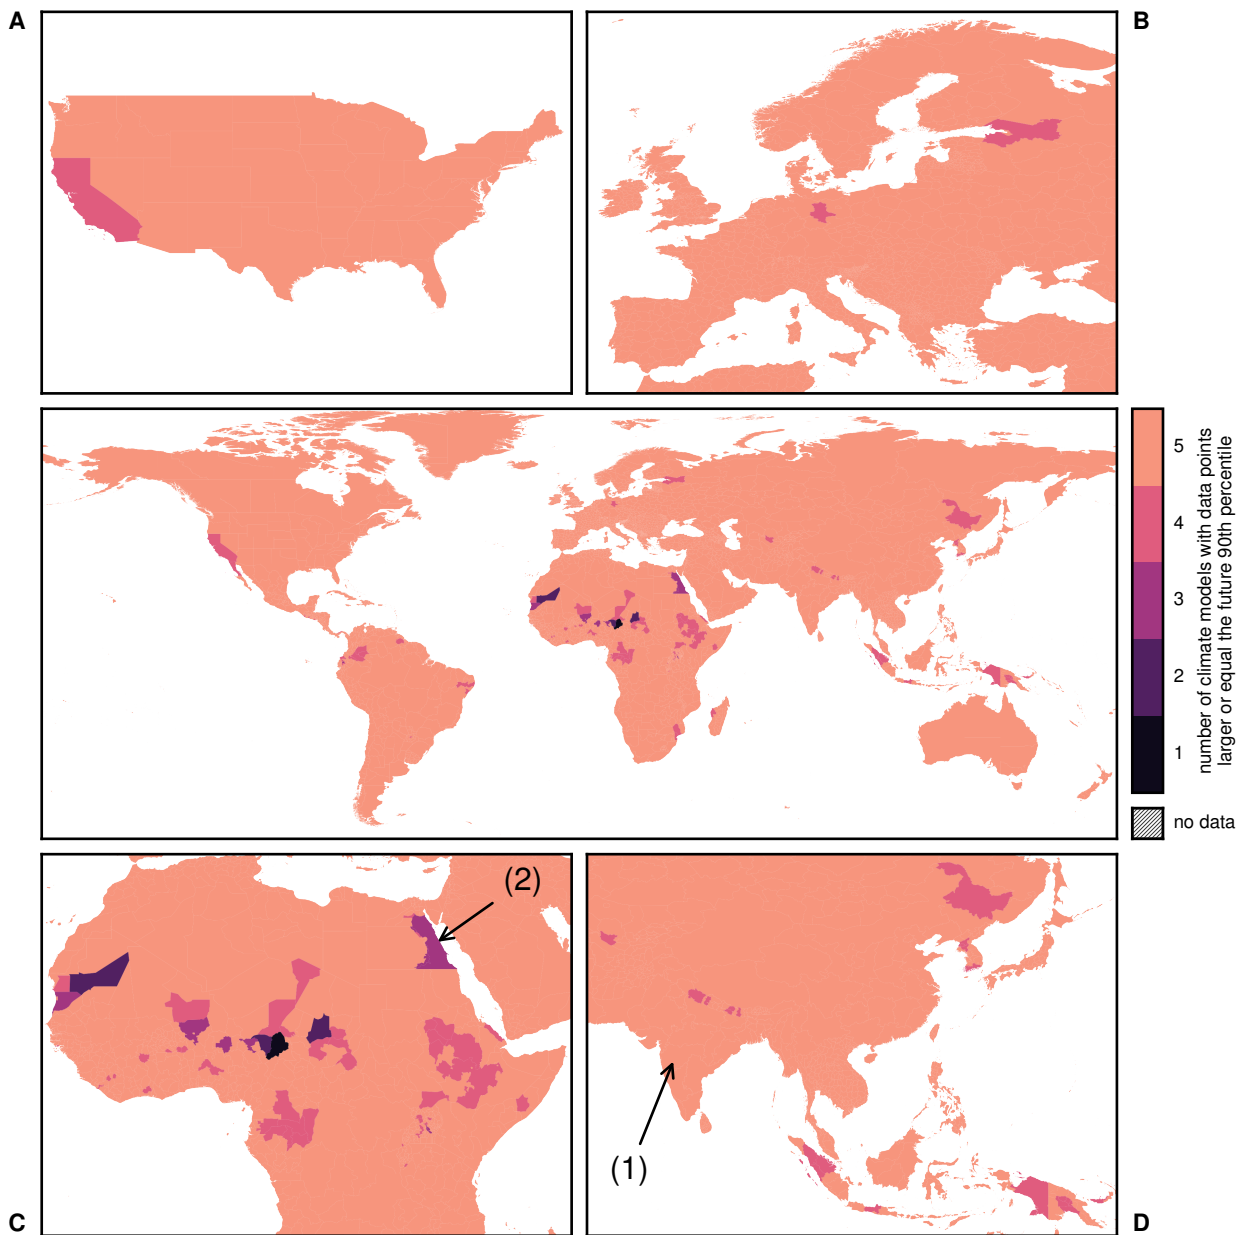 A
B
5
4
3
2
1
number of climate models with data points
larger or equal the future 90th percentile
no data
(2)
(1)
C
D